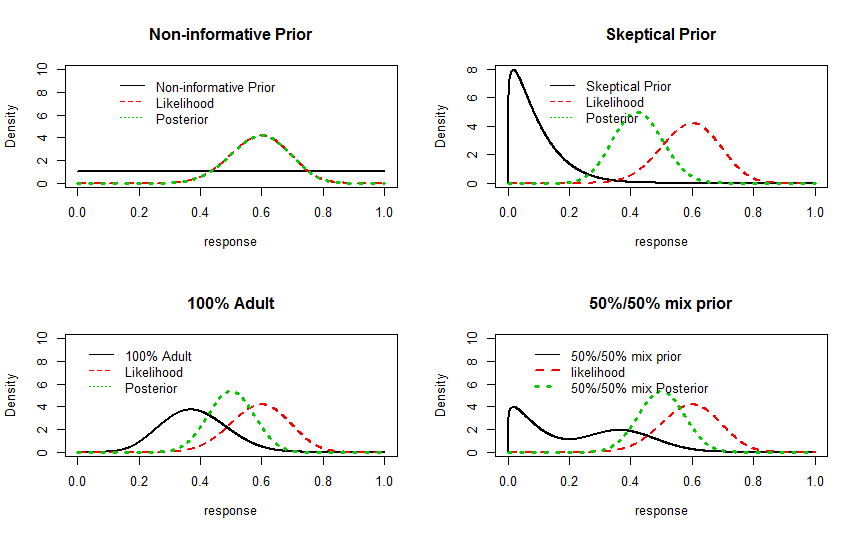 Non-informative Prior
Density
10
8
6
4
2
0
Non-informative Prior
Likelihood
Posterior
0.0 0.2 0.4 0.6 0.8 1.0
response
Skeptical Prior
Density
8
6
4
2
0
Skeptical Prior
Likelihood
Posterior
0.0 0.2 0.4 0.6 0.8 1.0
response
100% Adult
Density
10
8
6
4
2
0
100% Adult
Likelihood
Posterior
0.0 0.2 0.4 0.6 0.8 1.0
response
50%/50% mix prior
Density
10
8
6
4
2
0
50%/50% mix prior
likelihood
50%/50% mix Posterior
0.0 0.2 0.4 0.6 0.8 1.0
response